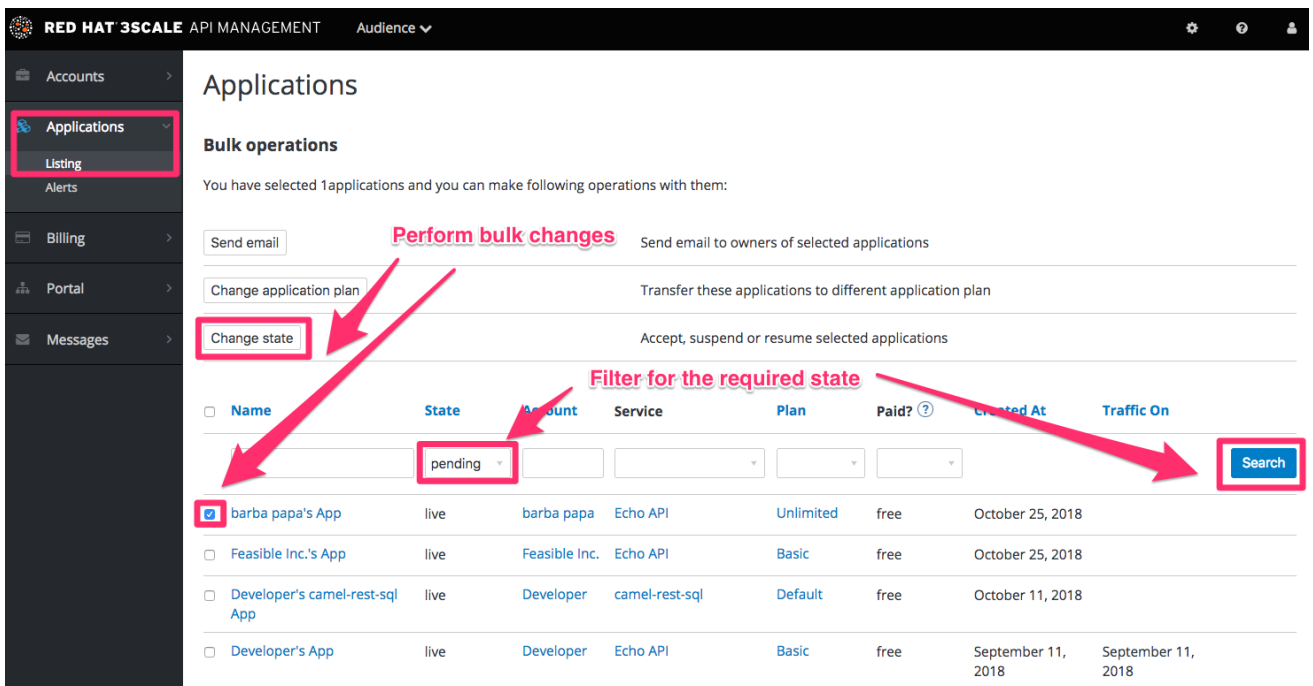 RED HAT 3SCALE API MANAGEMENT Audience
Accounts
Applications
Listing
Alerts
Billing
Portal
Messages
Applications
Bulk operations
You have selected 1applications and you can make following operations with them:
Perform bulk changes
Send email Send email to owners of selected applications
Change application plan Transfer these applications to different application plan
Change state Accept, suspend or resume selected applications
Filter for the required state
Name State Account Service Plan Paid? ? Created At Traffic On
pending Search
barba papa's App live barba papa Echo API Unlimited free October 25, 2018
Feasible Inc.'s App live Feasible Inc. Echo API Basic free October 25, 2018
Developer's camel-rest-sql App live Developer camel-rest-sql Default free October 11, 2018
Developer's App live Developer Echo API Basic free September 11, 2018 September 11, 2018